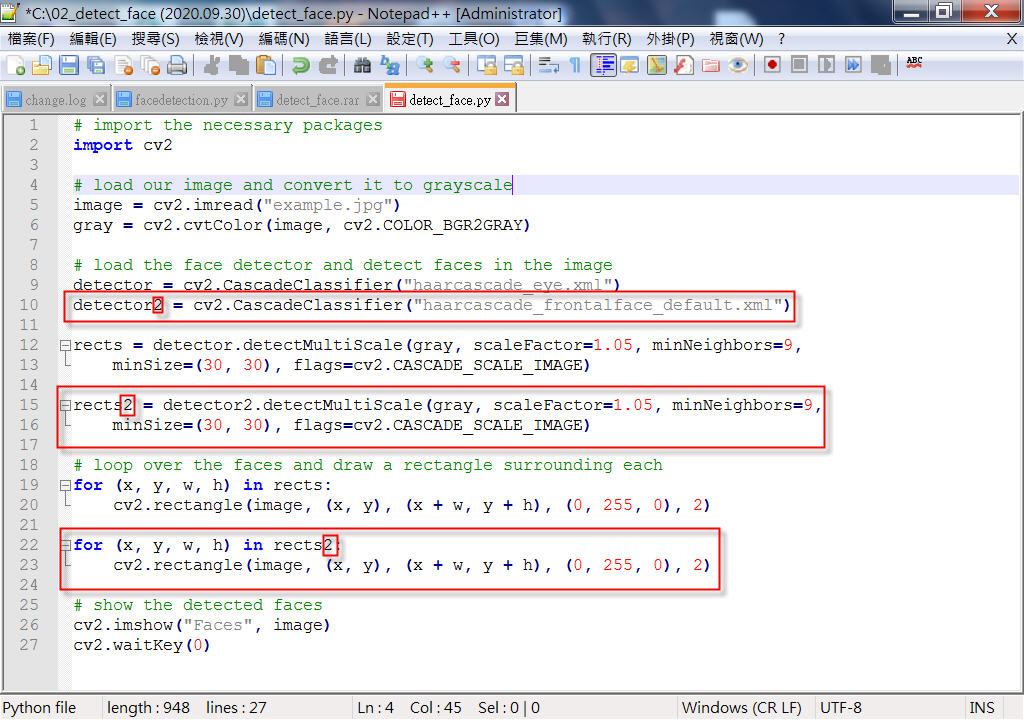 *C:\02_detect_face (2020.09.30)\detect_face.py - Notepad++ [Administrator]
檔案(F) 編輯(E) 搜尋(S) 檢視(V) 編碼(N) 語言(L) 設定(T) 工具(O) 巨集(M) 執行(R) 外掛(P) 視窗(W) ? X
ABC
change.log facedetection.py detect_face.rar detect_face.py
1 # import the necessary packages
2 import cv2
3
4 # load our image and convert it to grayscale
5 image = cv2.imread("example.jpg")
6 gray = cv2.cvtColor(image, cv2.COLOR_BGR2GRAY)
7
8 # load the face detector and detect faces in the image
9 detector = cv2.CascadeClassifier("haarcascade_eye.xml")
10 detector2 = cv2.CascadeClassifier("haarcascade_frontalface_default.xml")
11
12 rects = detector.detectMultiScale(gray, scaleFactor=1.05, minNeighbors=9,
13 minSize=(30, 30), flags=cv2.CASCADE_SCALE_IMAGE)
14
15 rects2 = detector2.detectMultiScale(gray, scaleFactor=1.05, minNeighbors=9,
16 minSize=(30, 30), flags=cv2.CASCADE_SCALE_IMAGE)
17
18 # loop over the faces and draw a rectangle surrounding each
19 for (x, y, w, h) in rects:
20 cv2.rectangle(image, (x, y), (x + w, y + h), (0, 255, 0), 2)
21
22 for (x, y, w, h) in rects2:
23 cv2.rectangle(image, (x, y), (x + w, y + h), (0, 255, 0), 2)
24
25 # show the detected faces
26 cv2.imshow("Faces", image)
27 cv2.waitKey(0)
Python file length : 948 lines : 27 Ln : 4 Col : 45 Sel : 0 | 0 Windows (CR LF) UTF-8 INS